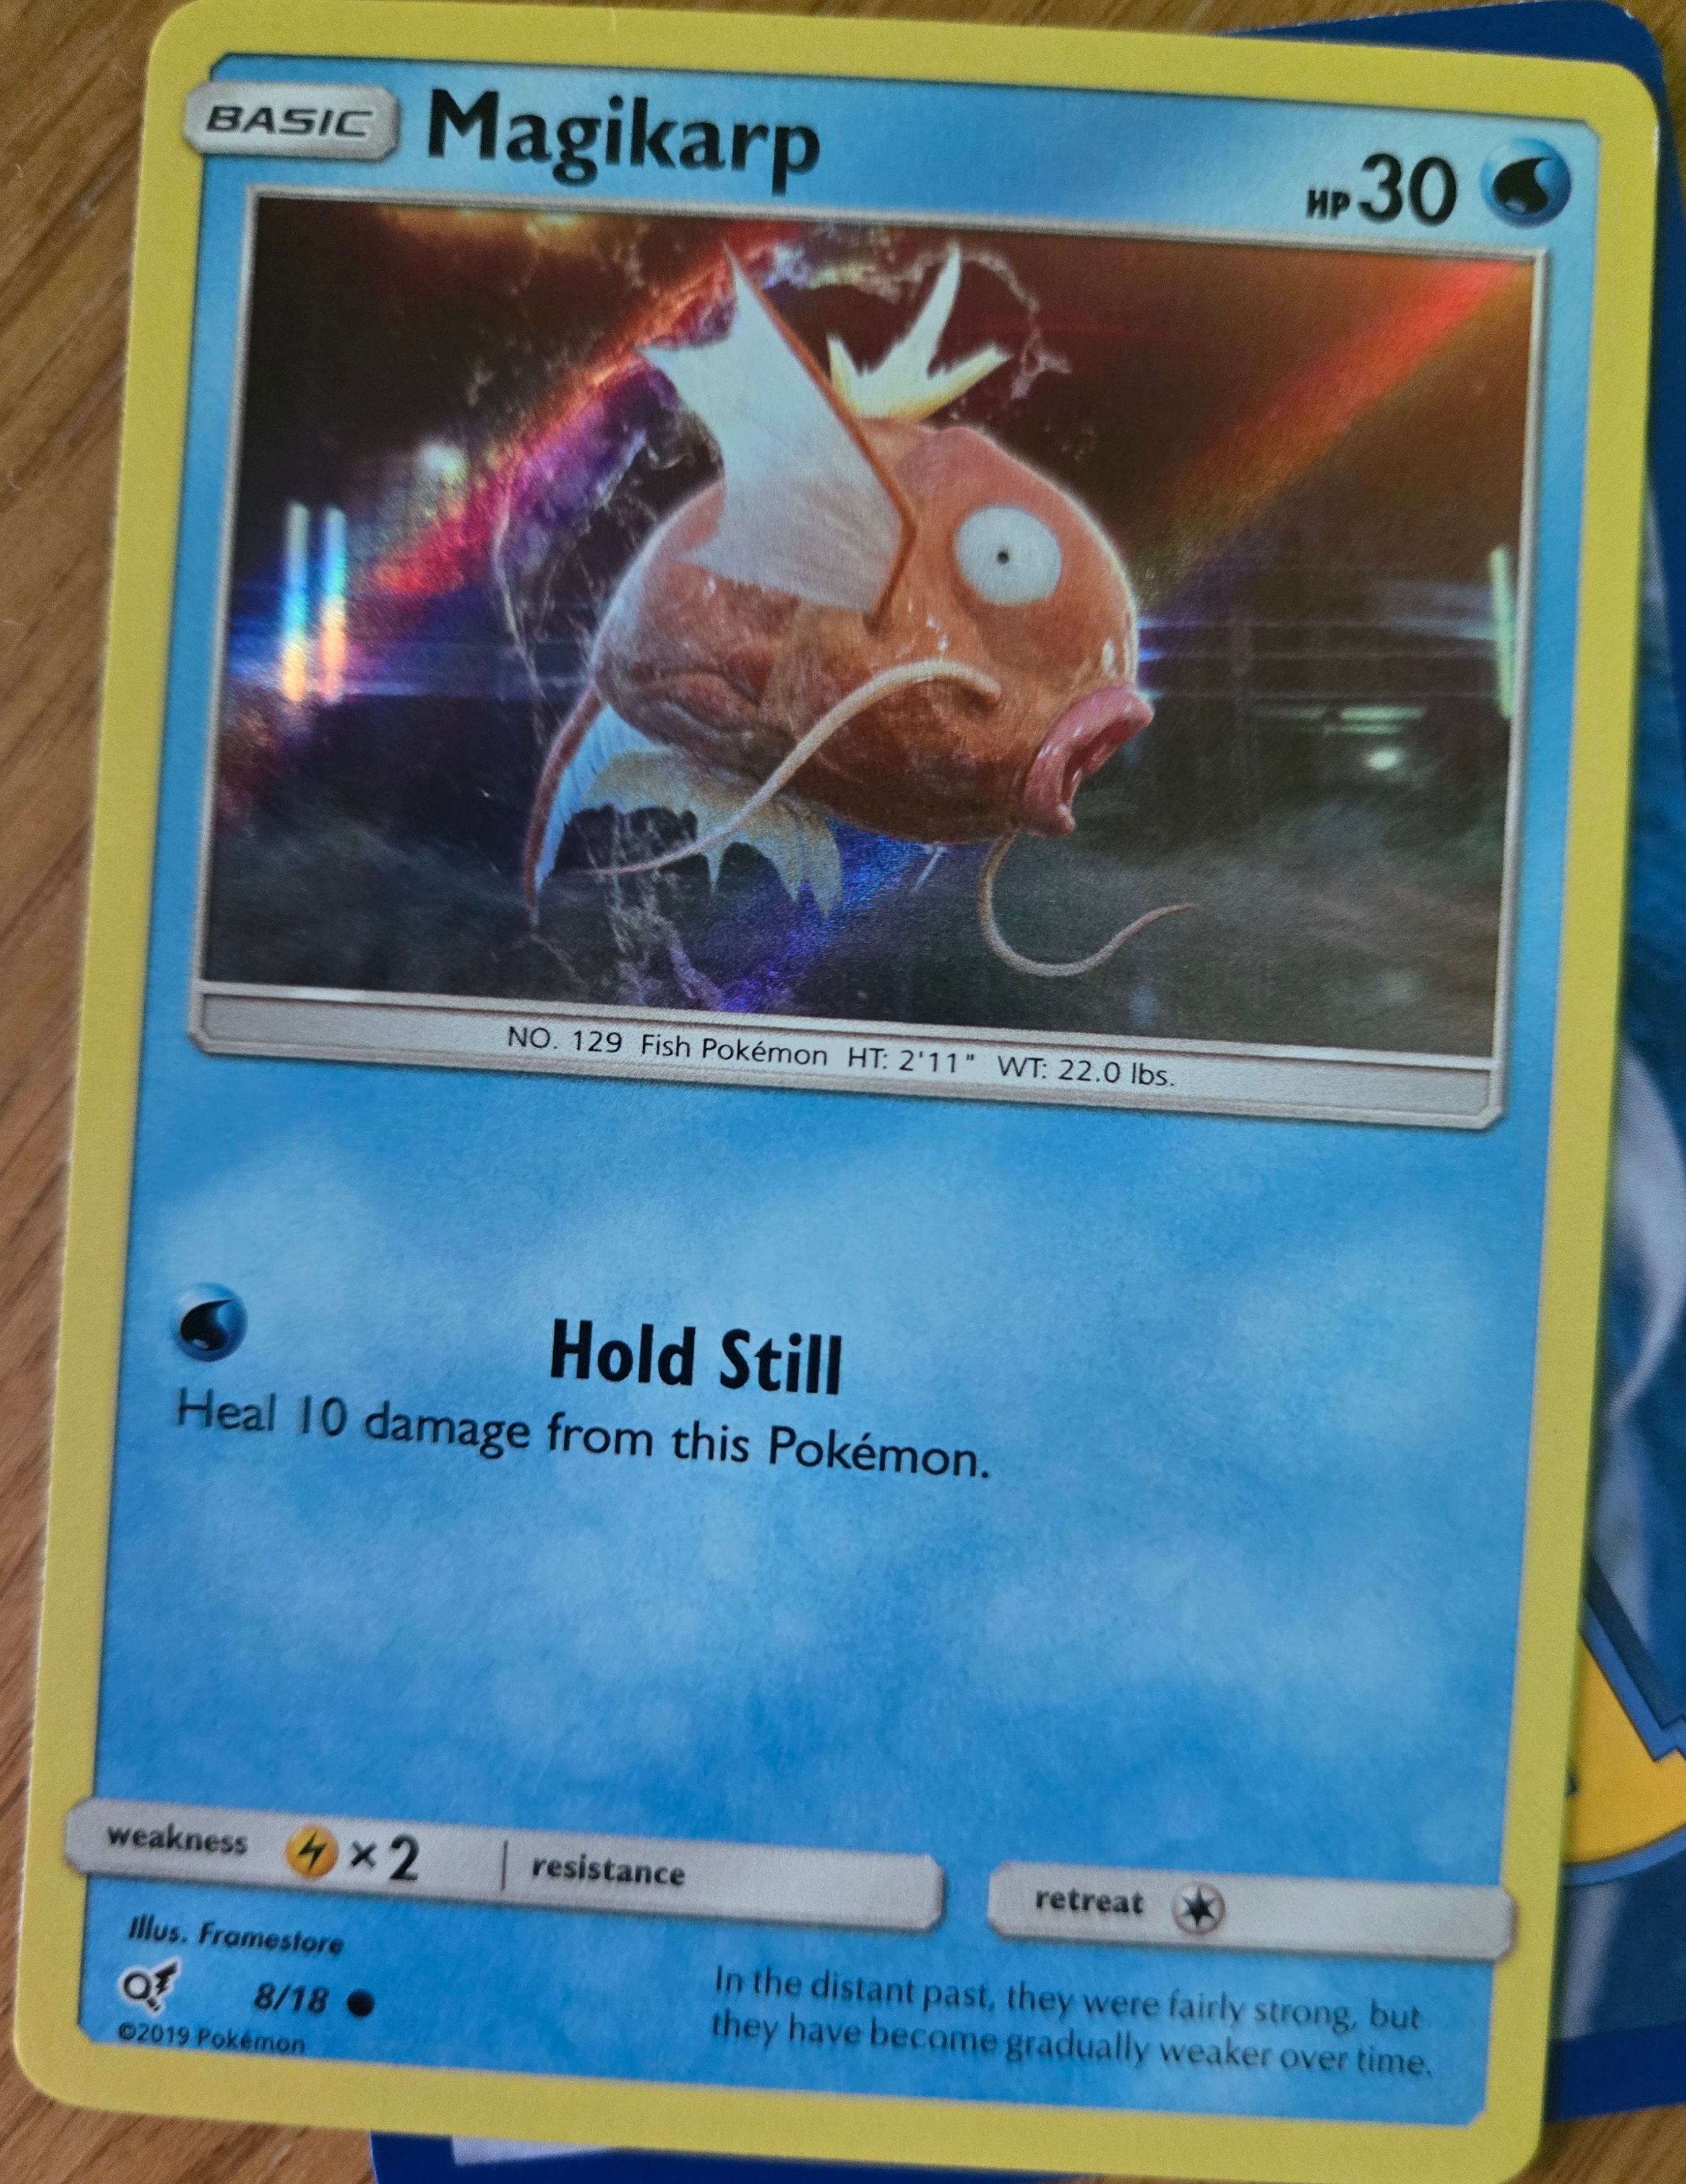 BASIC Magikarp HP 30
NO. 129 Fish Pokémon HT: 2'11" WT: 22.0 lbs.
Hold Still
Heal 10 damage from this Pokémon.
weakness × 2 resistance retreat
Illus. Framestore
8/18
©2019 Pokémon
In the distant past, they were fairly strong, but
they have become gradually weaker over time.